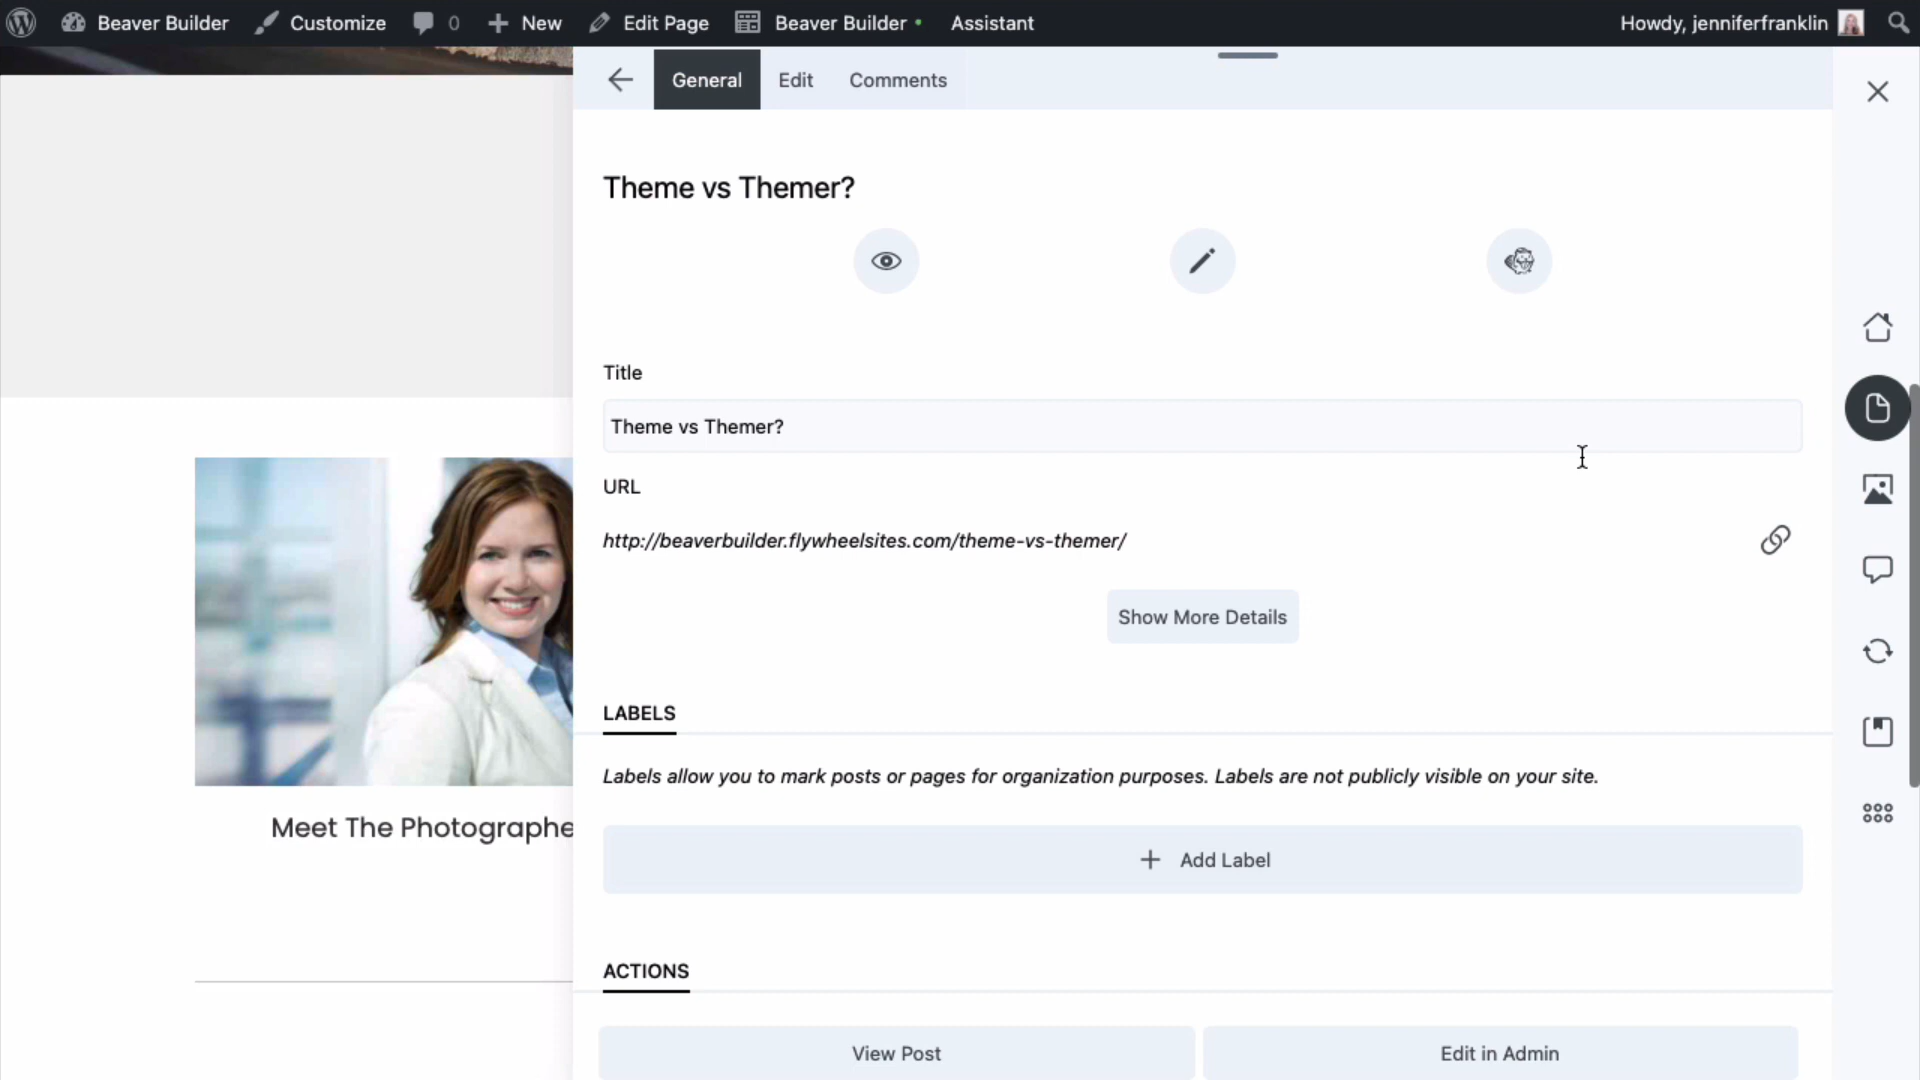 Beaver Builder Customize 0 New Edit Page Beaver Builder Assistant Howdy, jenniferfranklin
General Edit Comments
Theme vs Themer?
Title
Theme vs Themer?
URL
http://beaverbuilder.flywheelsites.com/theme-vs-themer/
Show More Details
LABELS
Labels allow you to mark posts or pages for organization purposes. Labels are not publicly visible on your site.
Meet The Photographe
+ Add Label
ACTIONS
View Post Edit in Admin